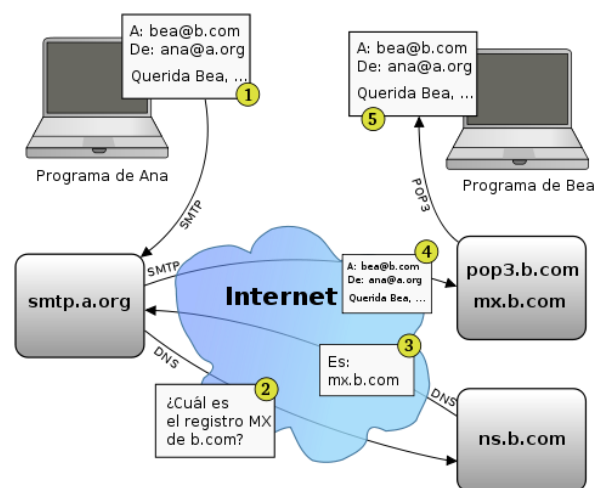 A: bea@b.com
De: ana@a.org
Querida Bea, ...
1
Programa de Ana
A: bea@b.com
De: ana@a.org
Querida Bea, ...
5
Programa de Bea
SMTP
POP3
smtp.a.org
SMTP
Internet
A: bea@b.com
De: ana@a.org
Querida Bea, ...
4
pop3.b.com
mx.b.com
DNS
2
¿Cuál es
el registro MX
de b.com?
3
Es:
mx.b.com
DNS
ns.b.com